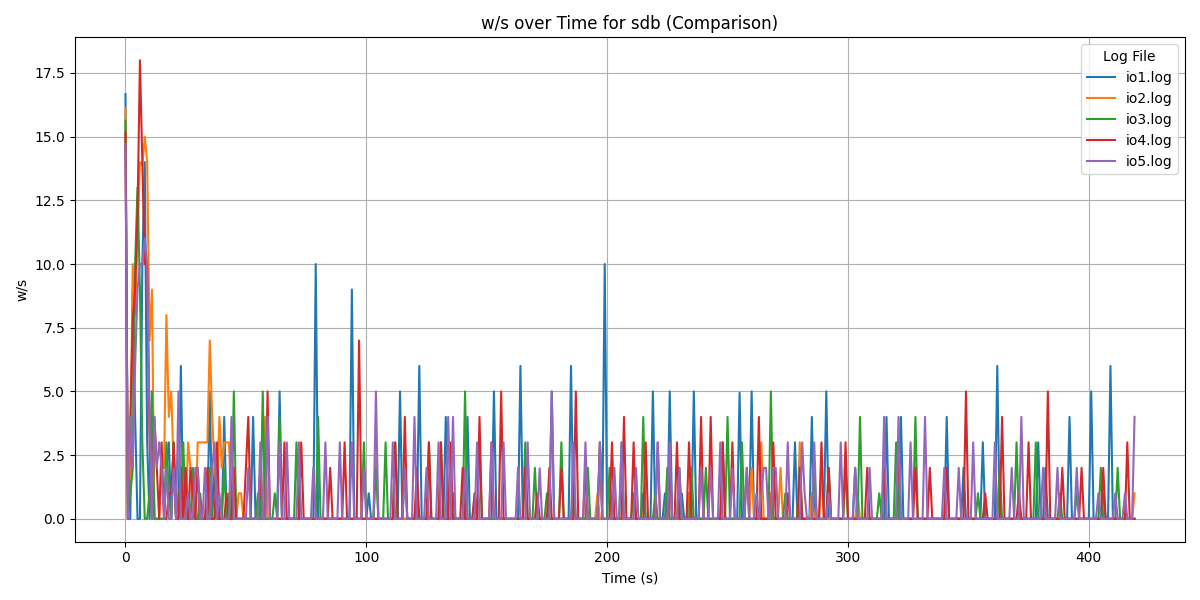 w/s over Time for sdb (Comparison)
Log File
io1.log
io2.log
io3.log
io4.log
io5.log
17.5
15.0
12.5
10.0
7.5
5.0
2.5
0.0
w/s
0
100
200
300
400
Time (s)